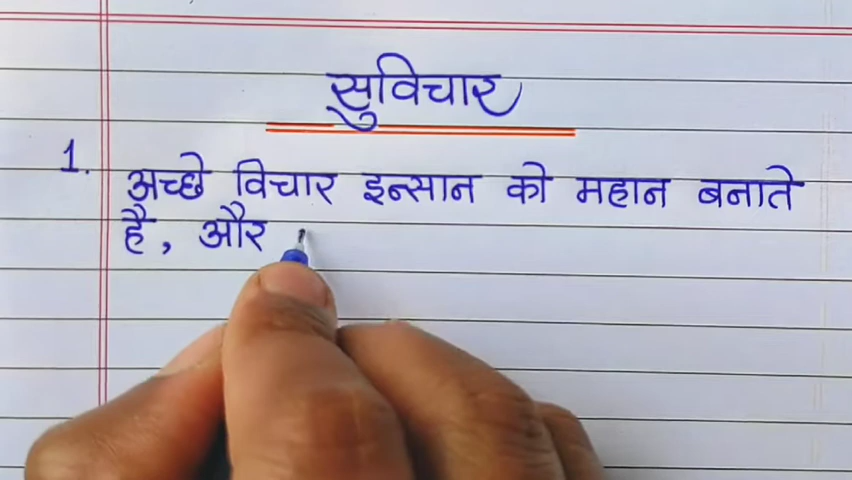 सुविचार
1. अच्छे विचार इन्सान को महान बनाते
है, और